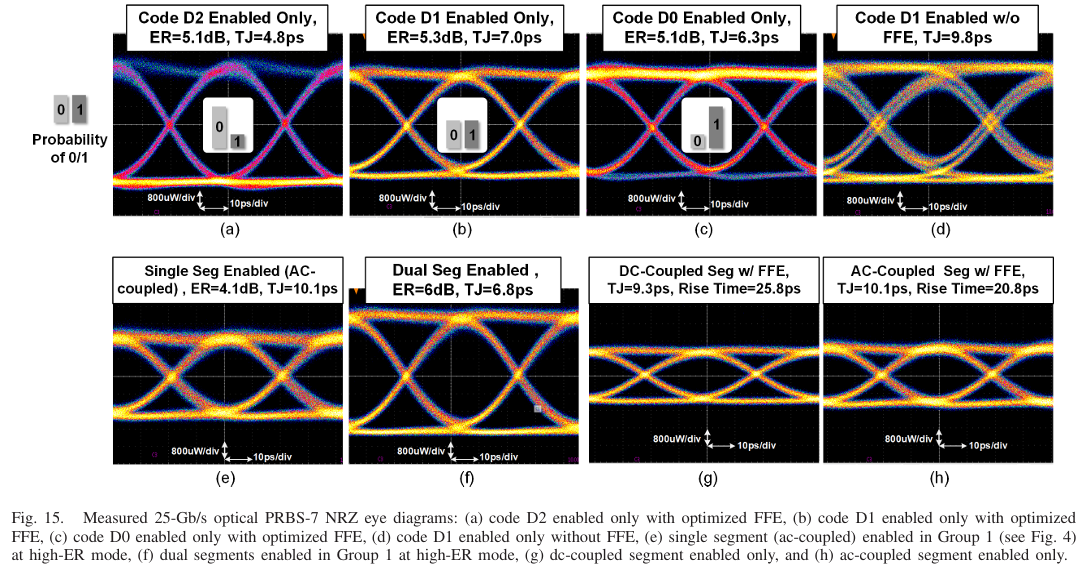 Code D2 Enabled Only,
ER=5.1dB, TJ=4.8ps
Code D1 Enabled Only,
ER=5.3dB, TJ=7.0ps
Code D0 Enabled Only,
ER=5.1dB, TJ=6.3ps
Code D1 Enabled w/o
FFE, TJ=9.8ps
0 1
Probability
of 0/1
0
1
0 1
0
1
800uW/div
10ps/div
800uW/div
10ps/div
800uW/div
10ps/div
800uW/div
10ps/div
(a)
(b)
(c)
(d)
Single Seg Enabled (AC-
coupled) , ER=4.1dB, TJ=10.1ps
Dual Seg Enabled ,
ER=6dB, TJ=6.8ps
DC-Coupled Seg w/ FFE,
TJ=9.3ps, Rise Time=25.8ps
AC-Coupled Seg w/ FFE,
TJ=10.1ps, Rise Time=20.8ps
800uW/div
10ps/div
800uW/div
10ps/div
800uW/div
10ps/div
800uW/div
10ps/div
(e)
(f)
(g)
(h)
Fig. 15. Measured 25-Gb/s optical PRBS-7 NRZ eye diagrams: (a) code D2 enabled only with optimized FFE, (b) code D1 enabled only with optimized
FFE, (c) code D0 enabled only with optimized FFE, (d) code D1 enabled only without FFE, (e) single segment (ac-coupled) enabled in Group 1 (see Fig. 4)
at high-ER mode, (f) dual segments enabled in Group 1 at high-ER mode, (g) dc-coupled segment enabled only, and (h) ac-coupled segment enabled only.